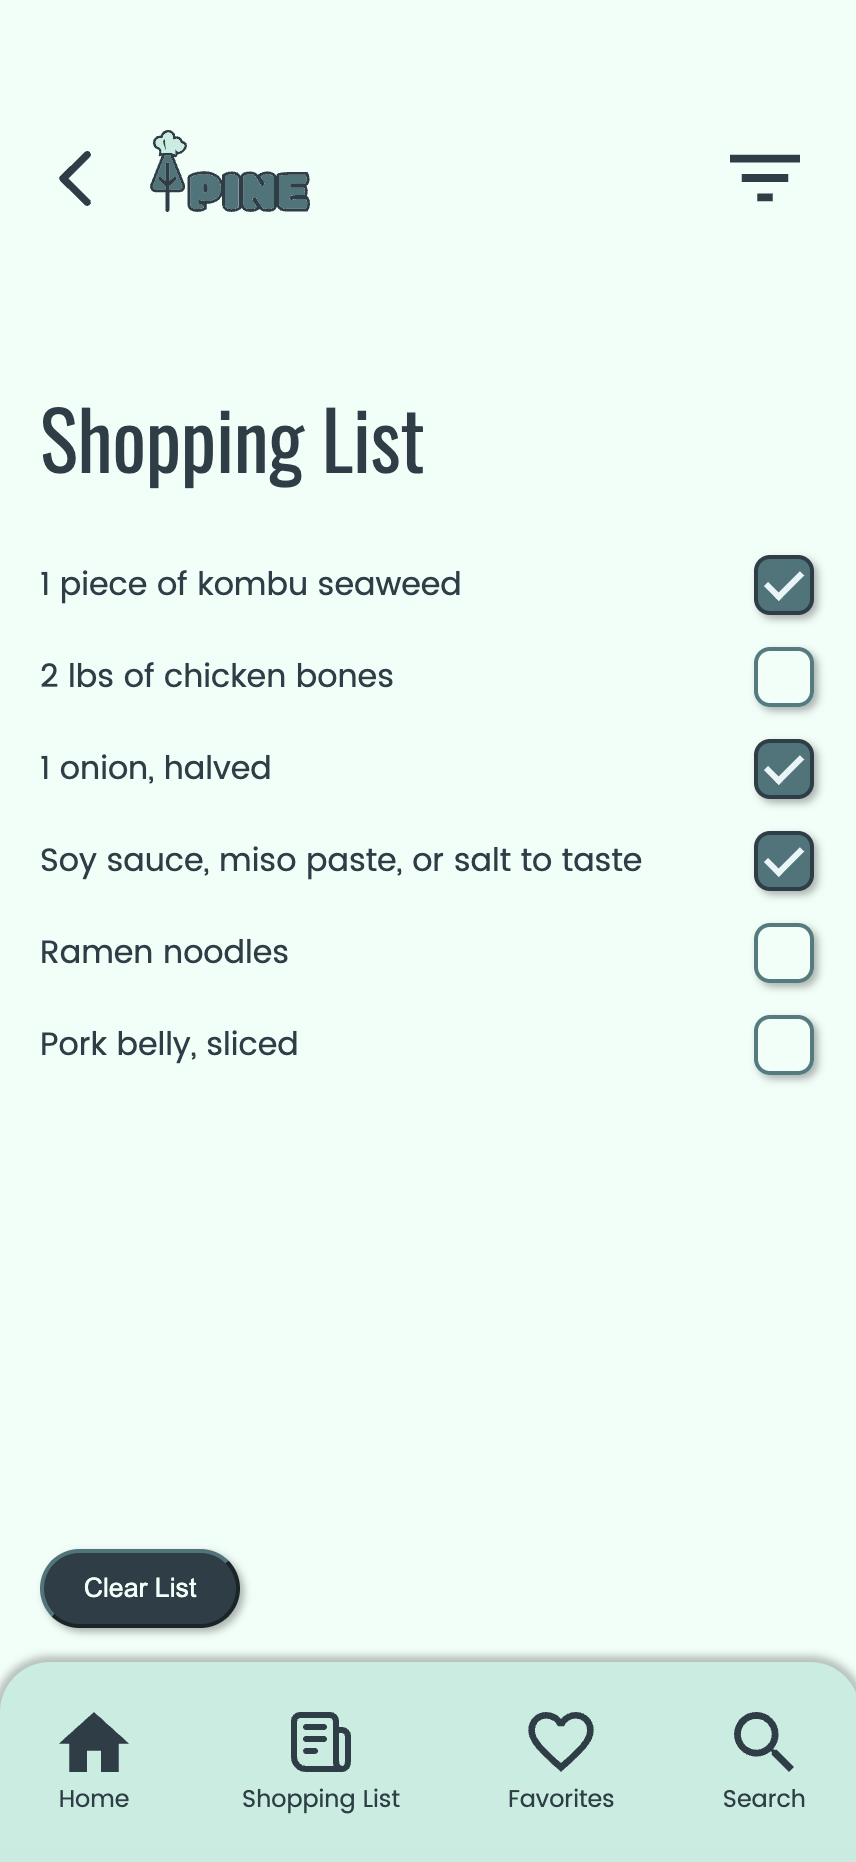 PINE
Shopping List
1 piece of kombu seaweed
2 lbs of chicken bones
1 onion, halved
Soy sauce, miso paste, or salt to taste
Ramen noodles
Pork belly, sliced
Clear List
Home Shopping List Favorites Search